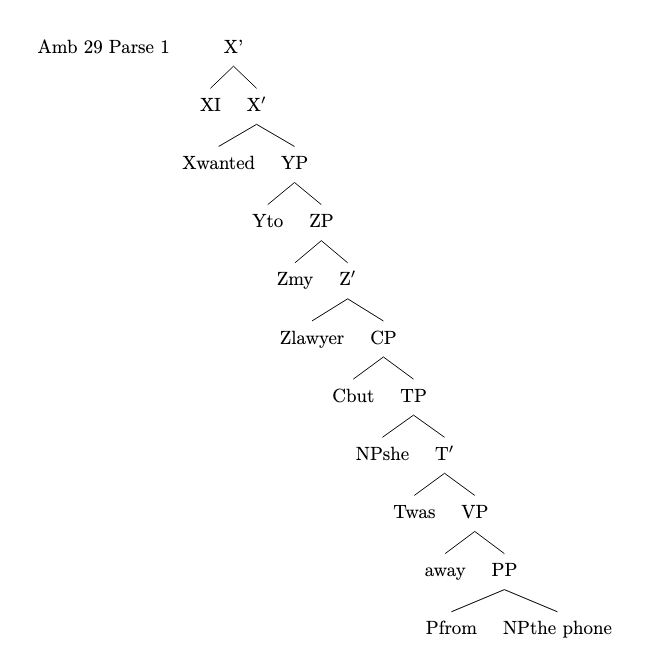 Amb 29 Parse 1 X’
XI X′
Xwanted YP
Yto ZP
Zmy Z′
Zlawyer CP
Cbut TP
NPshe T′
Twas VP
away PP
Pfrom NPthe phone